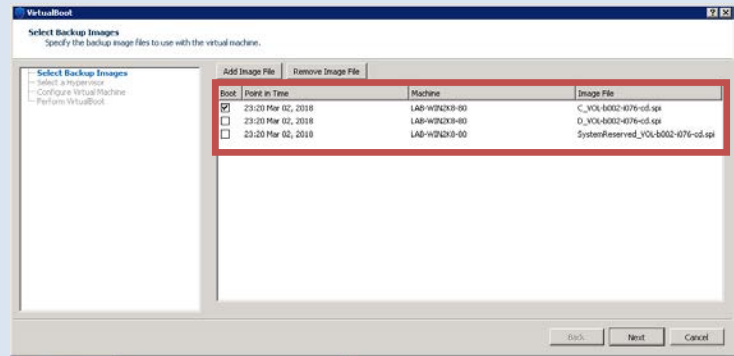 VirtualBoot
Select Backup Images
Specify the backup image files to use with the virtual machine.
Select Backup Images
Select a Hypervisor
Configure Virtual Machine
Perform VirtualBoot
Add Image File Remove Image File
Boot Point in Time Machine Image File
23:20 Mar 02, 2018 LAB-WIN2K8-80 C_VOL-b002-i076-cd.spi
23:20 Mar 02, 2018 LAB-WIN2K8-80 D_VOL-b002-i076-cd.spi
23:20 Mar 02, 2018 LAB-WIN2K8-80 SystemReserved_VOL-b002-i076-cd.spi
Back Next Cancel